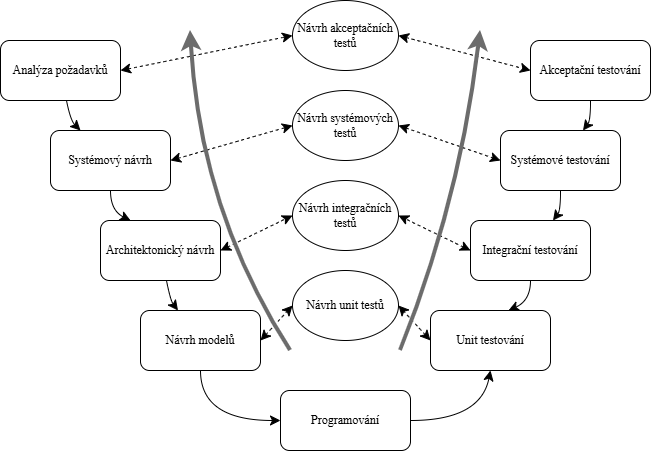 Návrh akceptačních
testů
Analýza požadavků
Akceptační testování
Návrh systémových
testů
Systémový návrh
Systémové testování
Návrh integračních
testů
Architektonický návrh
Integrační testování
Návrh unit testů
Návrh modelů
Unit testování
Programování